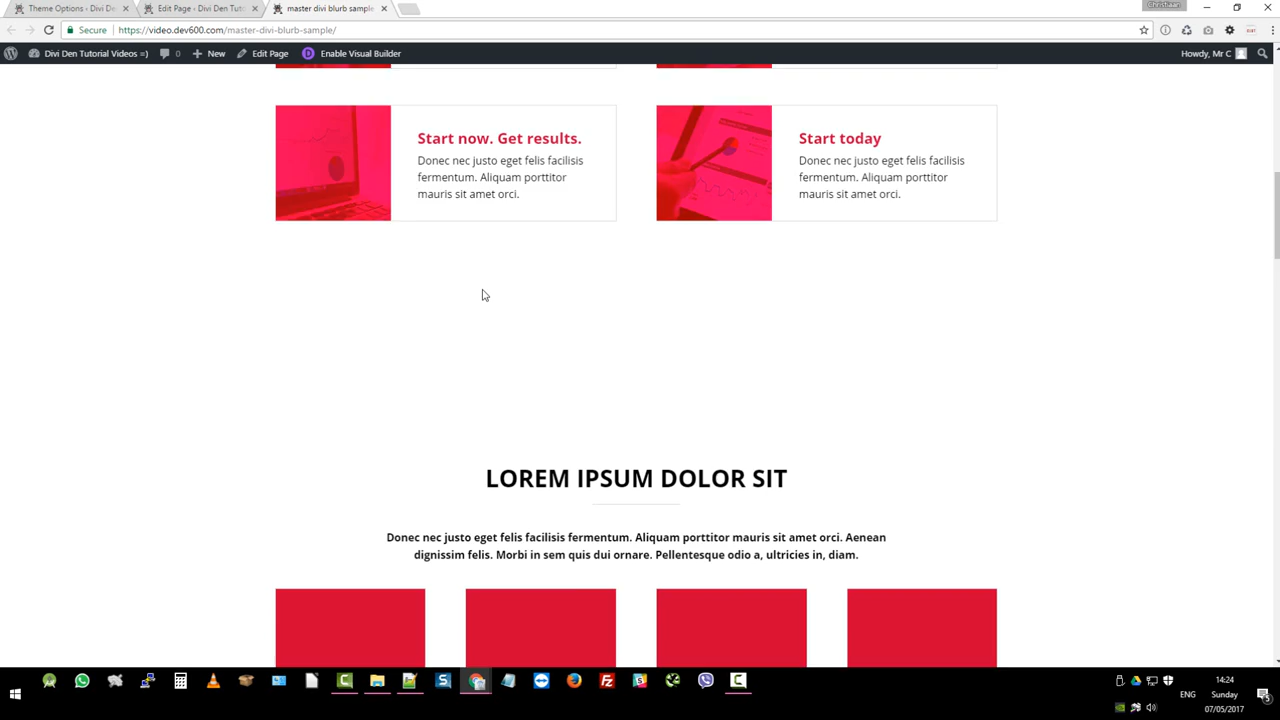 Christiaan
Theme Options ‹ Divi De
Edit Page ‹ Divi Den Tuto
master divi blurb sample
Secure
https://video.dev600.com/master-divi-blurb-sample/
Divi Den Tutorial Videos =)
0
New
Edit Page
Enable Visual Builder
Howdy, Mr C
Start now. Get results.
Donec nec justo eget felis facilisis
fermentum. Aliquam porttitor
mauris sit amet orci.
Start today
Donec nec justo eget felis facilisis
fermentum. Aliquam porttitor
mauris sit amet orci.
LOREM IPSUM DOLOR SIT
Donec nec justo eget felis facilisis fermentum. Aliquam porttitor mauris sit amet orci. Aenean
dignissim felis. Morbi in sem quis dui ornare. Pellentesque odio a, ultricies in, diam.
14:24
ENG
Sunday
07/05/2017